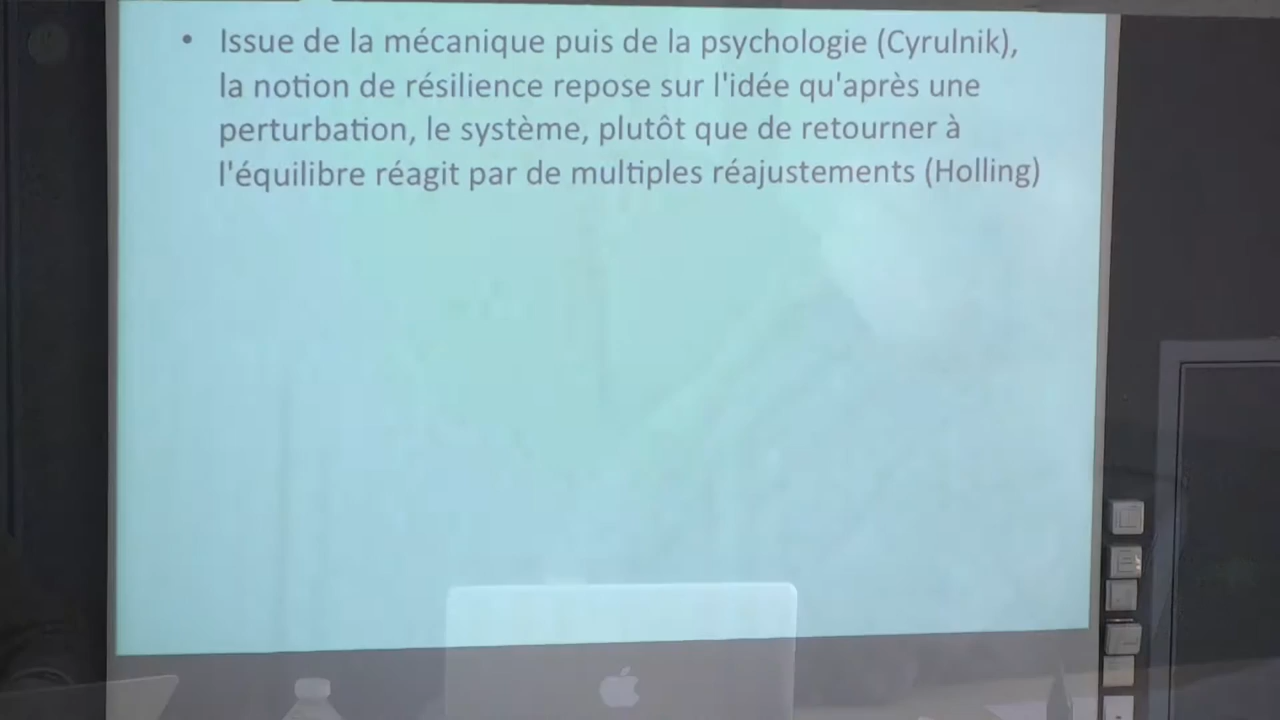 • Issue de la mécanique puis de la psychologie (Cyrulnik),
la notion de résilience repose sur l'idée qu'après une
perturbation, le système, plutôt que de retourner à
l'équilibre réagit par de multiples réajustements (Holling)